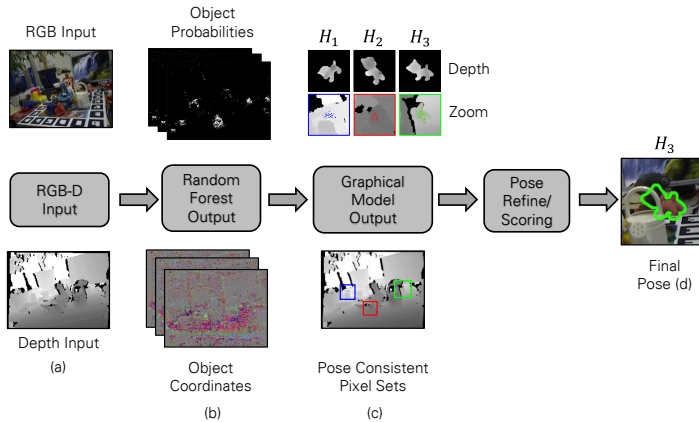 RGB Input
Object
Probabilities
H₁ H₂ H₃
Depth
Zoom
RGB-D
Input
Random
Forest
Output
Graphical
Model
Output
Pose
Refine/
Scoring
H₃
Final
Pose (d)
Depth Input
(a)
Object
Coordinates
(b)
Pose Consistent
Pixel Sets
(c)